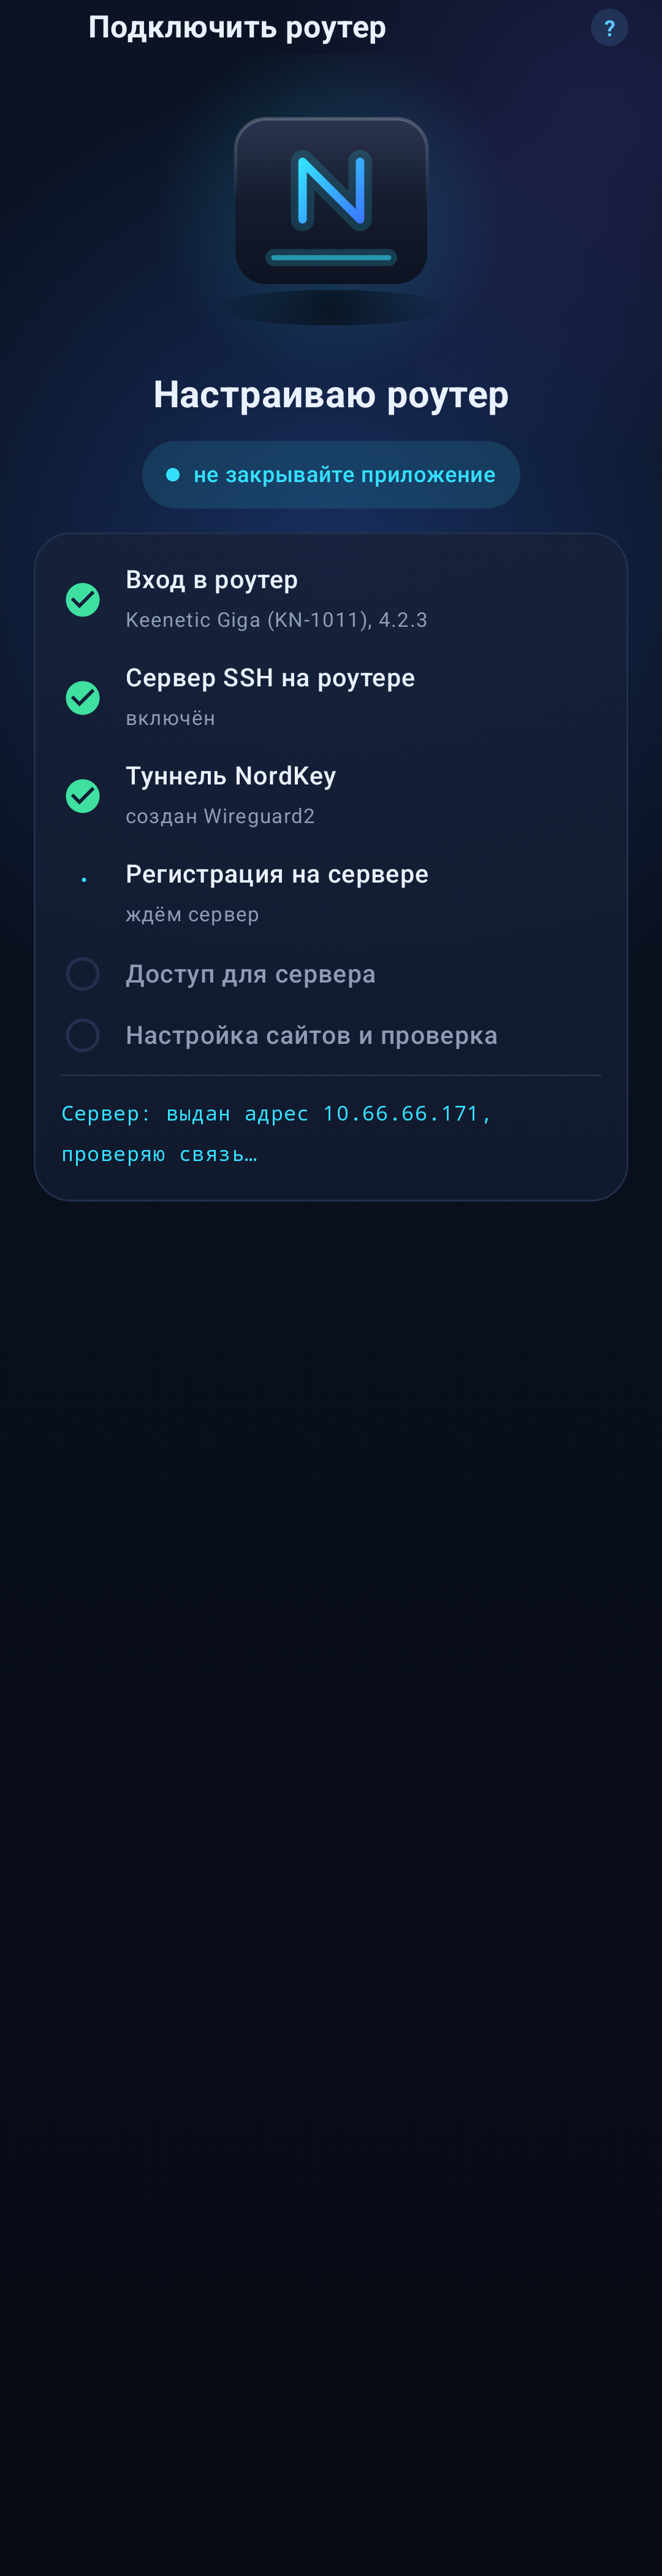 Подключить роутер
?
N
Настраиваю роутер
не закрывайте приложение
Вход в роутер
Keenetic Giga (KN-1011), 4.2.3
Сервер SSH на роутере
включён
Туннель NordKey
создан Wireguard2
Регистрация на сервере
ждём сервер
Доступ для сервера
Настройка сайтов и проверка
Сервер: выдан адрес 10.66.66.171,
проверяю связь…